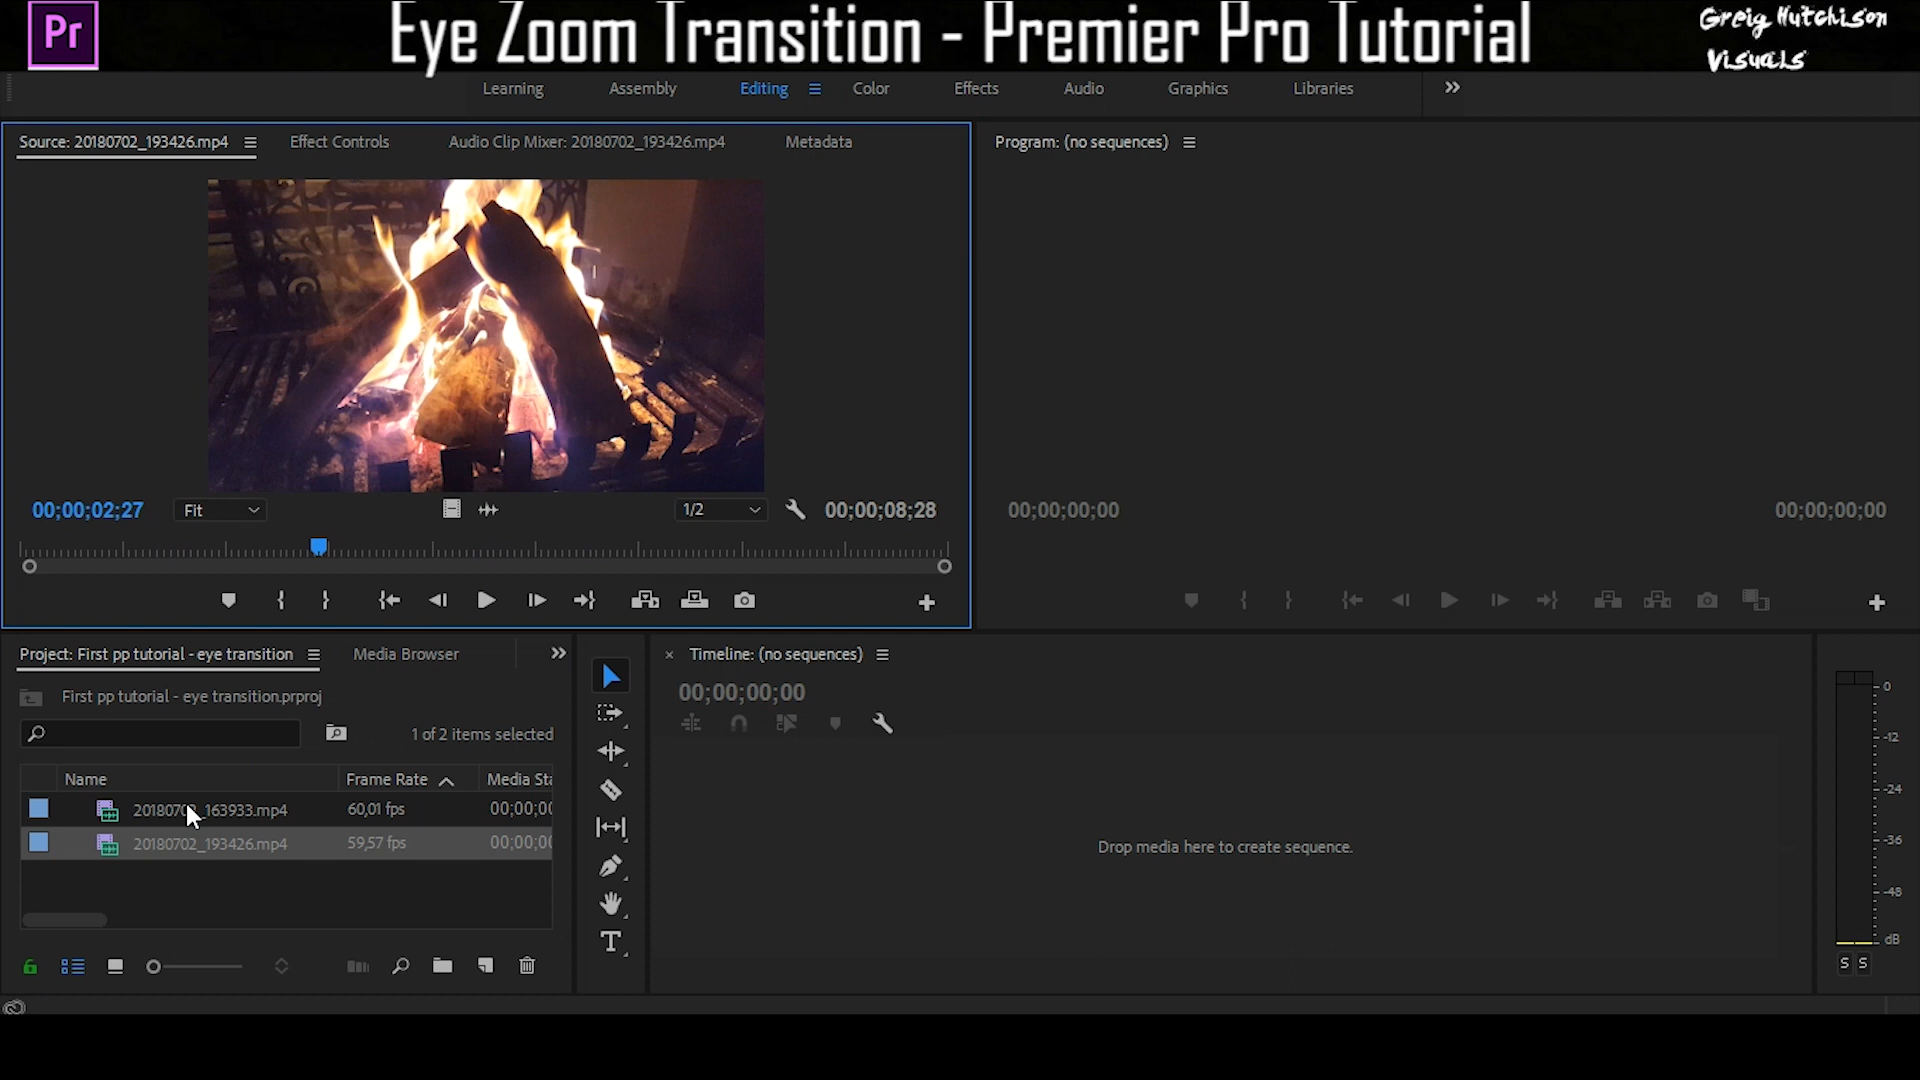 Pr
Eye Zoom Transition - Premier Pro Tutorial
Greig Hutchison
Visuals
Learning
Assembly
Editing
Color
Effects
Audio
Graphics
Libraries
Source: 20180702_193426.mp4
Effect Controls
Audio Clip Mixer: 20180702_193426.mp4
Metadata
Program: (no sequences)
00;00;02;27
Fit
1/2
00;00;08;28
00;00;00;00
00;00;00;00
Project: First pp tutorial - eye transition
Media Browser
First pp tutorial - eye transition.prproj
1 of 2 items selected
Name
Frame Rate
Media Sta
20180702_163933.mp4
60,01 fps
00;00;00
20180702_193426.mp4
59,57 fps
00;00;00
Timeline: (no sequences)
00;00;00;00
Drop media here to create sequence.
0
-12
-24
-36
-48
dB
S S